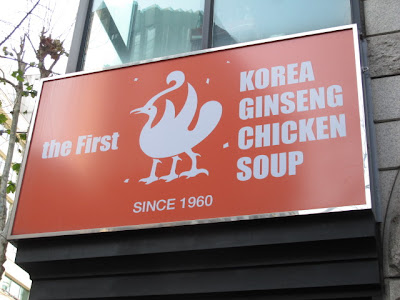 the First
KOREA
GINSENG
CHICKEN
SOUP
SINCE 1960